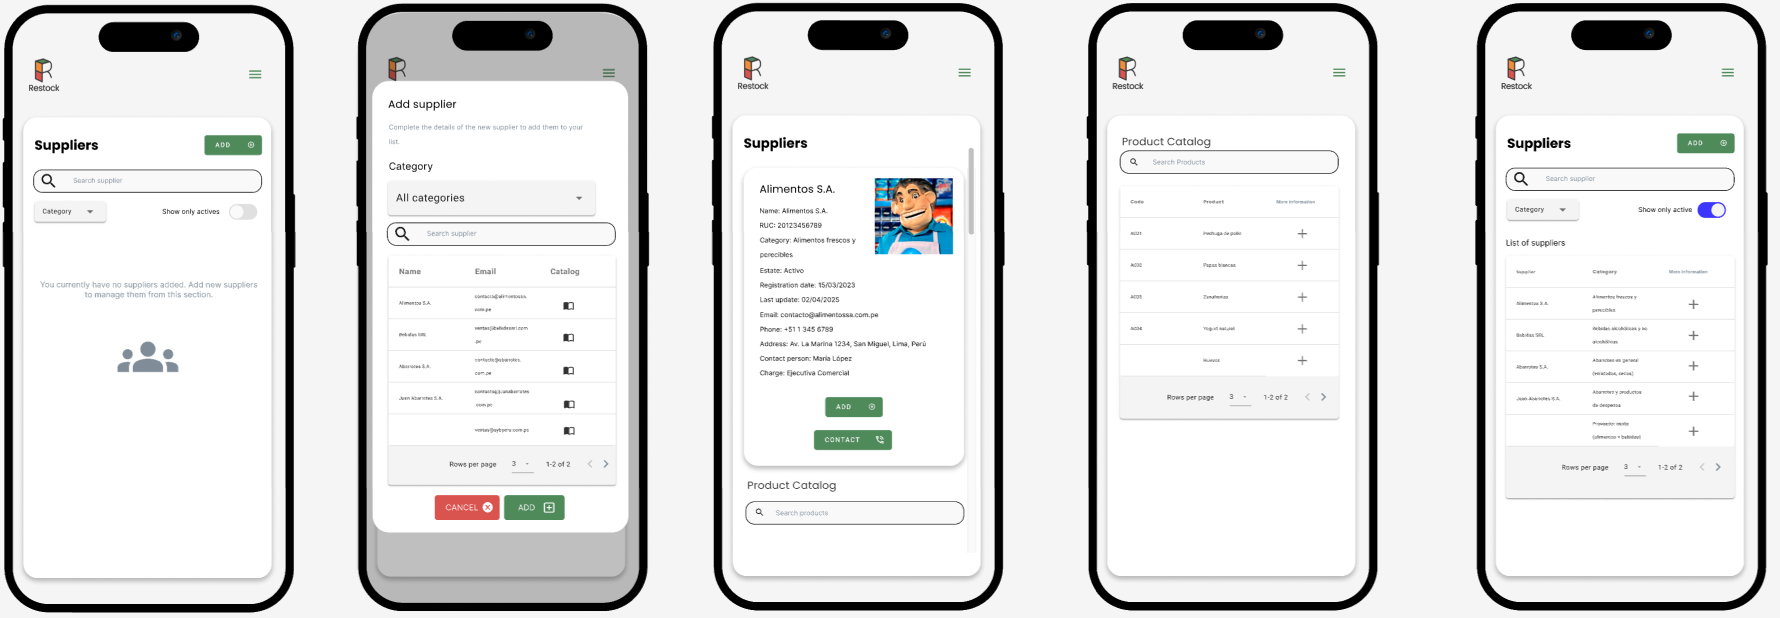 Restock
Suppliers
ADD
Search supplier
Category
Show only actives
You currently have no suppliers added. Add new suppliers
to manage them from this section.
Add supplier
Complete the details of the new supplier to add them to your
list.
Category
All categories
Search supplier
Name Email Catalog
Alimentos S.A.
contacto@alimentossa.
com.pe
Bebidas SRL
ventas@bebidassrl.com
.pe
Abarrotes S.A.
contacto@abarrotes.
com.pe
Juan Abarrotes S.A.
contacto@juanabarrotes
.com.pe
Rows per page 3 1-2 of 2
CANCEL ADD
Restock
Suppliers
Alimentos S.A.
Name: Alimentos S.A.
RUC: 20123456789
Category: Alimentos frescos y
perecibles
Estate: Activo
Registration date: 15/03/2023
Last update: 02/04/2025
Email: contacto@alimentossa.com.pe
Phone: +51 1 345 6789
Address: Av. La Marina 1234, San Miguel, Lima, Perú
Contact person: María López
Charge: Ejecutiva Comercial
ADD
CONTACT
Product Catalog
Search products
Restock
Product Catalog
Search Products
Code Product More information
Pechuga de pollo
Papas blancas
Zanahorias
Yogurt natural
Huevos
Rows per page 3 1-2 of 2
Restock
Suppliers
ADD
Search supplier
Category
Show only active
List of suppliers
Supplier Category More information
Alimentos S.A.
Alimentos frescos y
perecibles
Bebidas SRL
Bebidas alcohólicas y no
alcohólicas
Abarrotes S.A.
Abarrotes en general
(enlatados, secos)
Juan Abarrotes S.A.
Abarrotes y productos
de despensa
Proveedor mixto
(alimentos + bebidas)
Rows per page 3 1-2 of 2